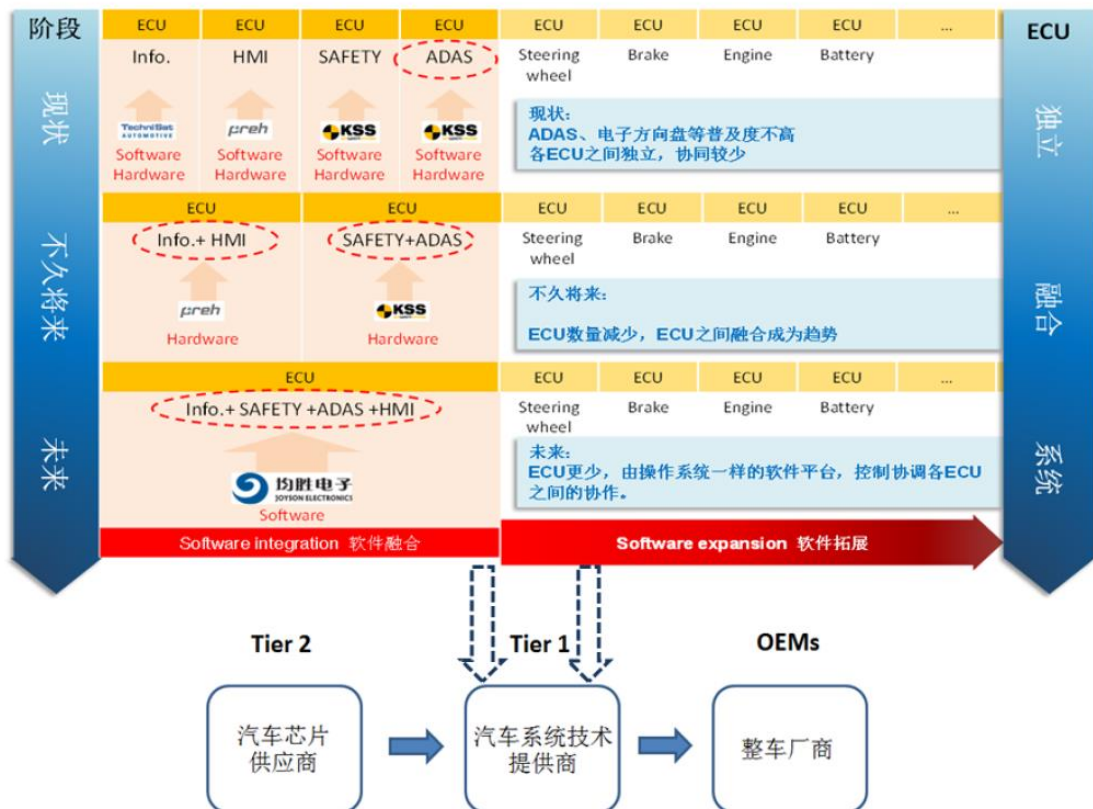 阶段
ECU ECU ECU ECU ECU ECU ECU ECU ...
ECU
Info. HMI SAFETY ADAS Steering wheel Brake Engine Battery
TechniSat
AUTOMOTIVE
preh
KSS
KSS
Software
Hardware
Software
Hardware
Software
Hardware
Software
Hardware
现状
现状：
ADAS、电子方向盘等普及度不高
各ECU之间独立，协同较少
独立
ECU ECU ECU ECU ECU ECU ...
Info.+ HMI SAFETY+ADAS Steering wheel Brake Engine Battery
preh
KSS
Hardware Hardware
不久将来
不久将来：
ECU数量减少，ECU之间融合成为趋势
融合
ECU ECU ECU ECU ECU ...
Info.+ SAFETY +ADAS +HMI Steering wheel Brake Engine Battery
均胜电子
JOYSON ELECTRONICS
Software
未来
未来：
ECU更少，由操作系统一样的软件平台，控制协调各ECU
之间的协作。
系统
Software integration 软件融合
Software expansion 软件拓展
Tier 2 Tier 1 OEMs
汽车芯片
供应商
汽车系统技术
提供商
整车厂商